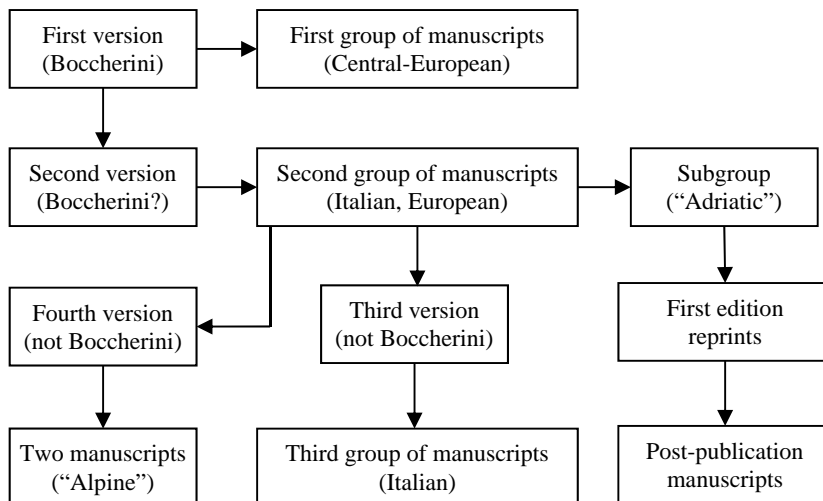 First version
(Boccherini)
First group of manuscripts
(Central-European)
Second version
(Boccherini?)
Second group of manuscripts
(Italian, European)
Subgroup
(“Adriatic”)
Fourth version
(not Boccherini)
Third version
(not Boccherini)
First edition
reprints
Two manuscripts
(“Alpine”)
Third group of manuscripts
(Italian)
Post-publication
manuscripts